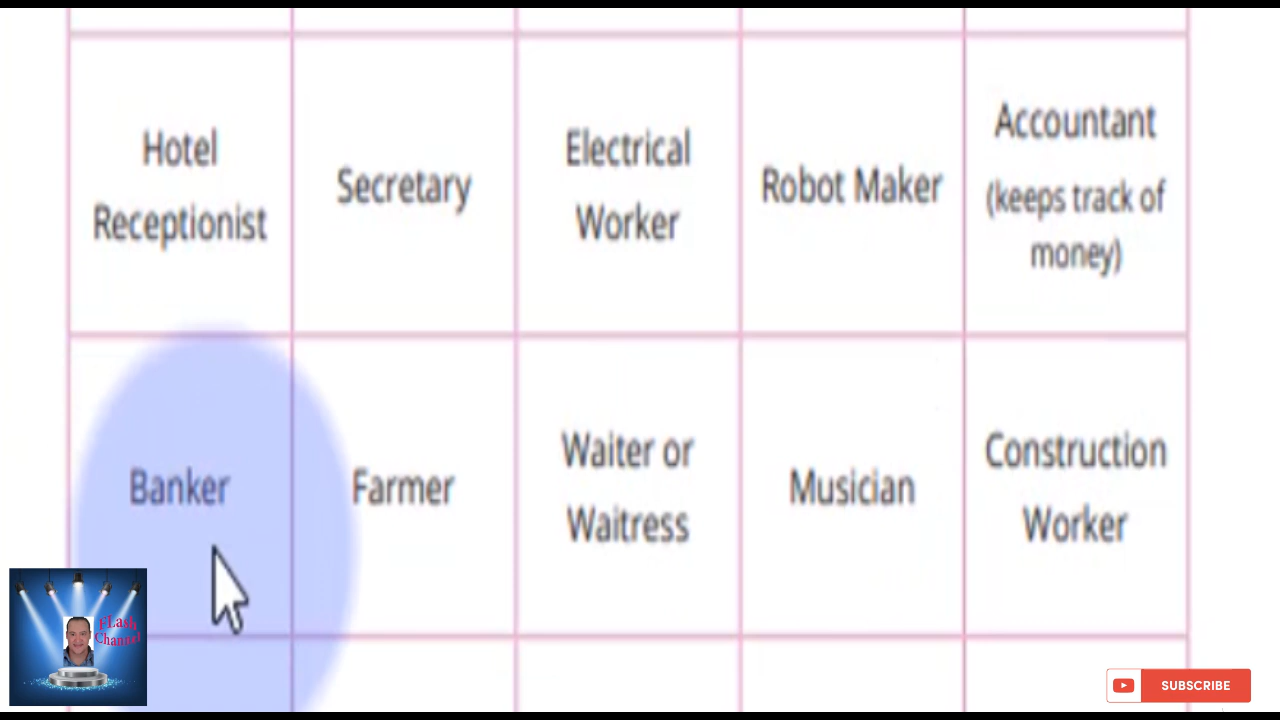 Hotel
Receptionist
Secretary
Electrical
Worker
Robot Maker
Accountant
(keeps track of
money)
Banker
Farmer
Waiter or
Waitress
Musician
Construction
Worker
FLash
Channel
SUBSCRIBE